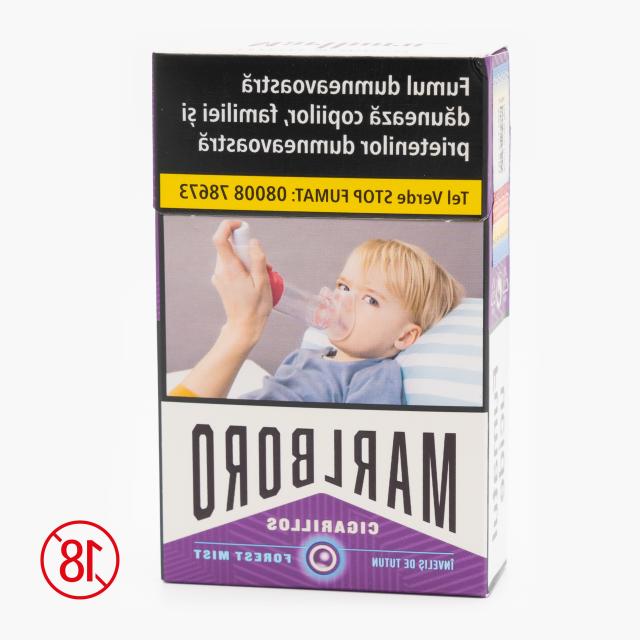 Fumul dumneavoastră
dăunează copiilor, familiei și
prietenilor dumneavoastră
Tel Verde STOP FUMAT: 08008 78673
MARLBORO
CIGARILLOS
ÎNVELIȘ DE TUTUN
FOREST MIST
18